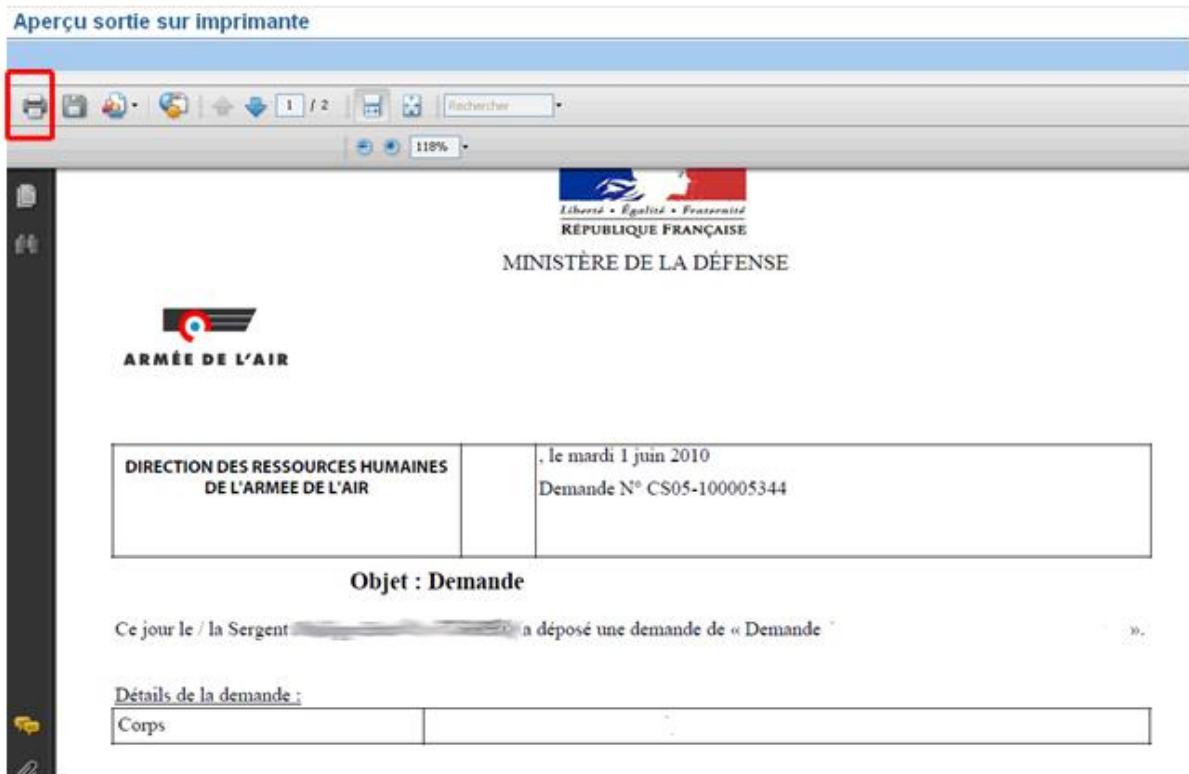 Aperçu sortie sur imprimante
1 / 2
Rechercher
118%
Liberté • Égalité • Fraternité
RÉPUBLIQUE FRANÇAISE
MINISTÈRE DE LA DÉFENSE
ARMÉE DE L'AIR
DIRECTION DES RESSOURCES HUMAINES
DE L'ARMEE DE L'AIR
, le mardi 1 juin 2010
Demande N° CS05-100005344
Objet : Demande
Ce jour le / la Sergent a déposé une demande de « Demande ».
Détails de la demande :
Corps